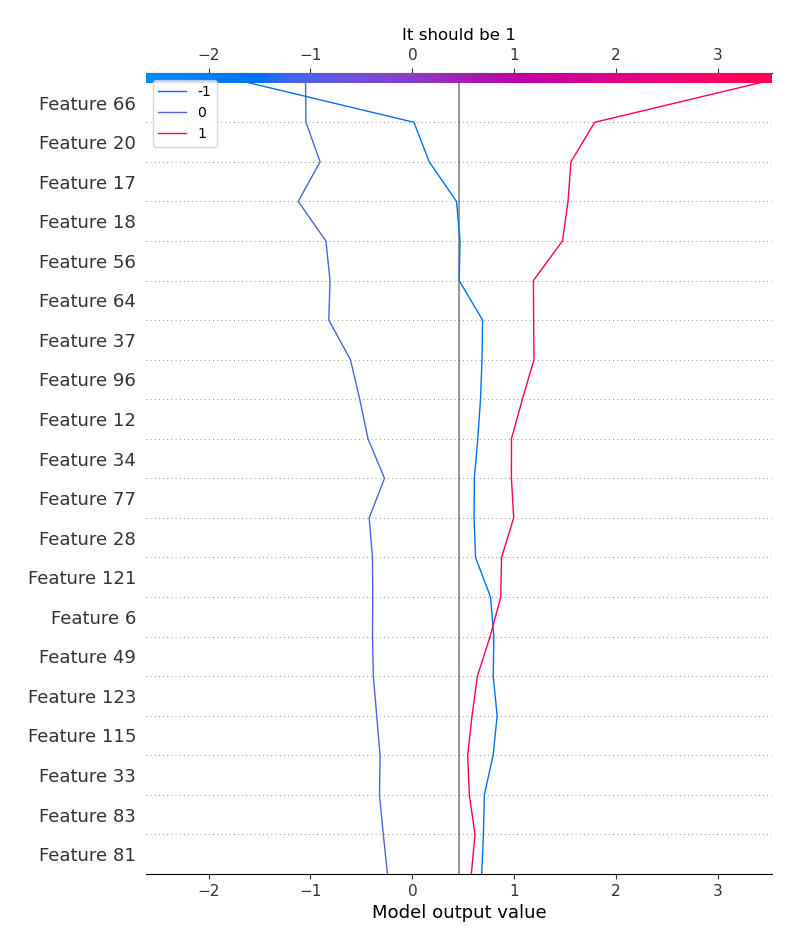 It should be 1
−2 −1 0 1 2 3
-1
0
1
Feature 66
Feature 20
Feature 17
Feature 18
Feature 56
Feature 64
Feature 37
Feature 96
Feature 12
Feature 34
Feature 77
Feature 28
Feature 121
Feature 6
Feature 49
Feature 123
Feature 115
Feature 33
Feature 83
Feature 81
−2 −1 0 1 2 3
Model output value